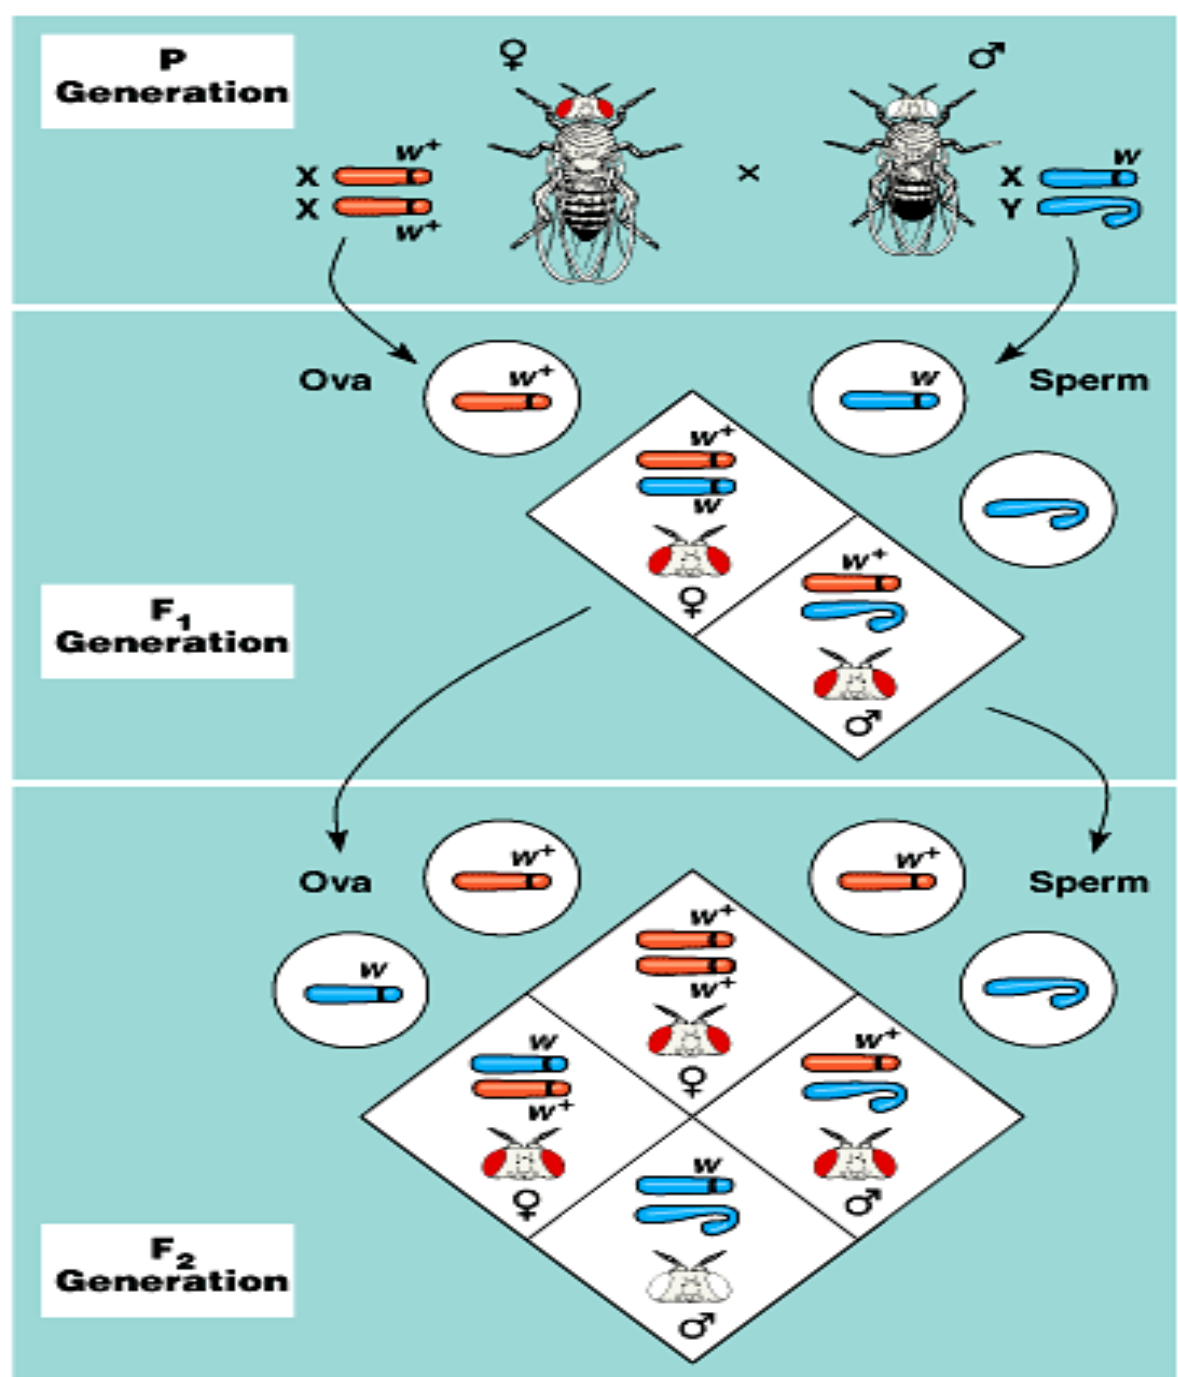 P
Generation
♀
♂
w⁺
X
X
w⁺
×
w
X
Y
Ova
w⁺
w
Sperm
w⁺
w
♀
w⁺
♂
F₁
Generation
Ova
w⁺
w⁺
Sperm
w
w⁺
w⁺
♀
w
w⁺
♀
w⁺
♂
w
♂
F₂
Generation